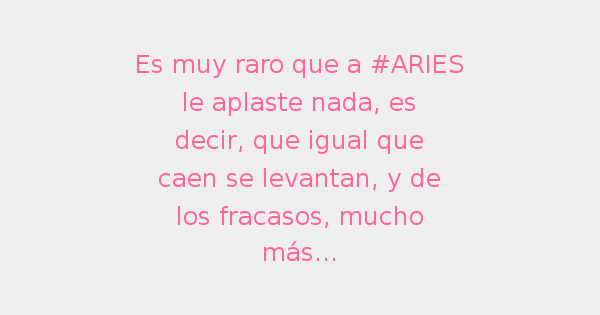 Es muy raro que a #ARIES
le aplaste nada, es
decir, que igual que
caen se levantan, y de
los fracasos, mucho
más...